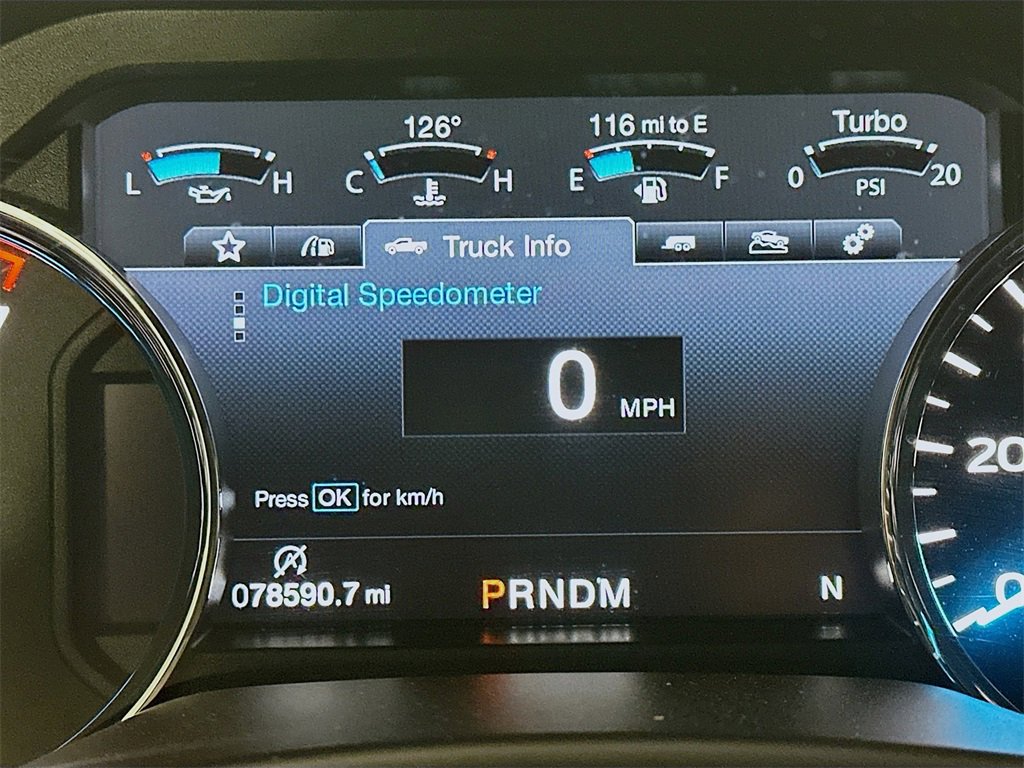 126°
116 mi to E
Turbo
L H
C H
E F
0 20
PSI
Truck Info
Digital Speedometer
0 MPH
Press OK for km/h
A
078590.7 mi
PRNDM
N
20
0